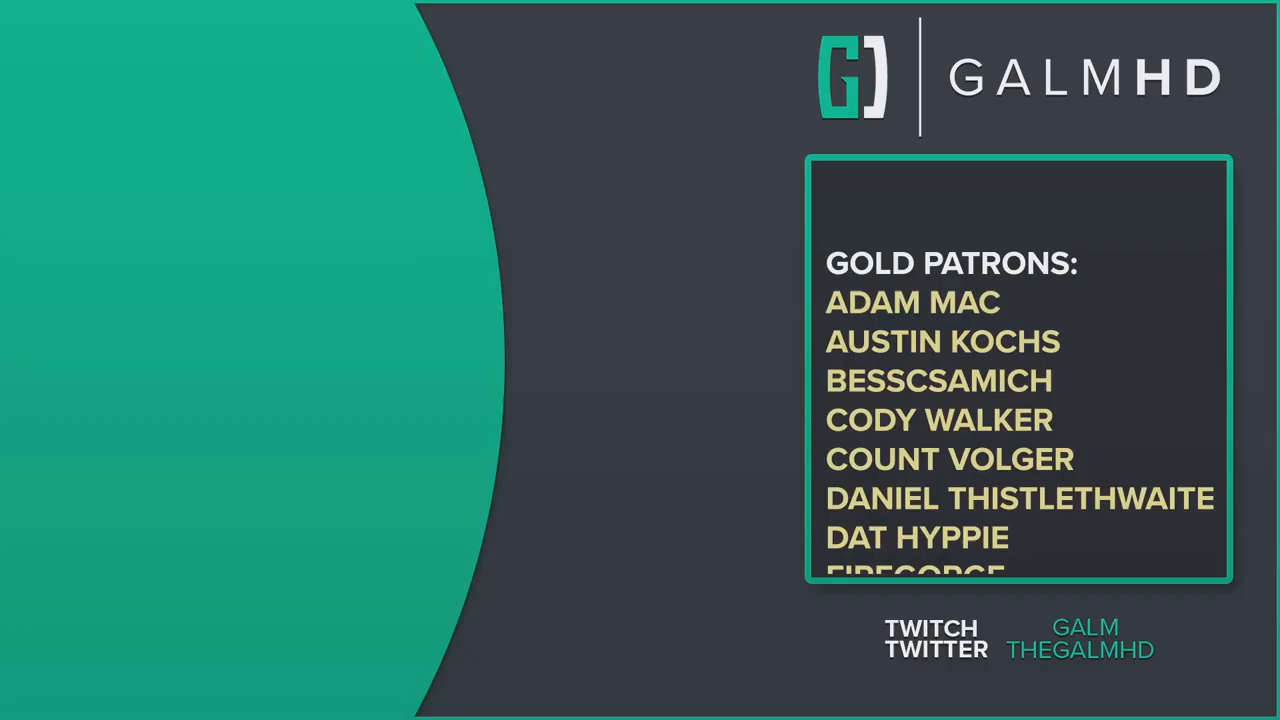 GALMHD
GOLD PATRONS:
ADAM MAC
AUSTIN KOCHS
BESSCSAMICH
CODY WALKER
COUNT VOLGER
DANIEL THISTLETHWAITE
DAT HYPPIE
TWITCH GALM
TWITTER THEGALMHD